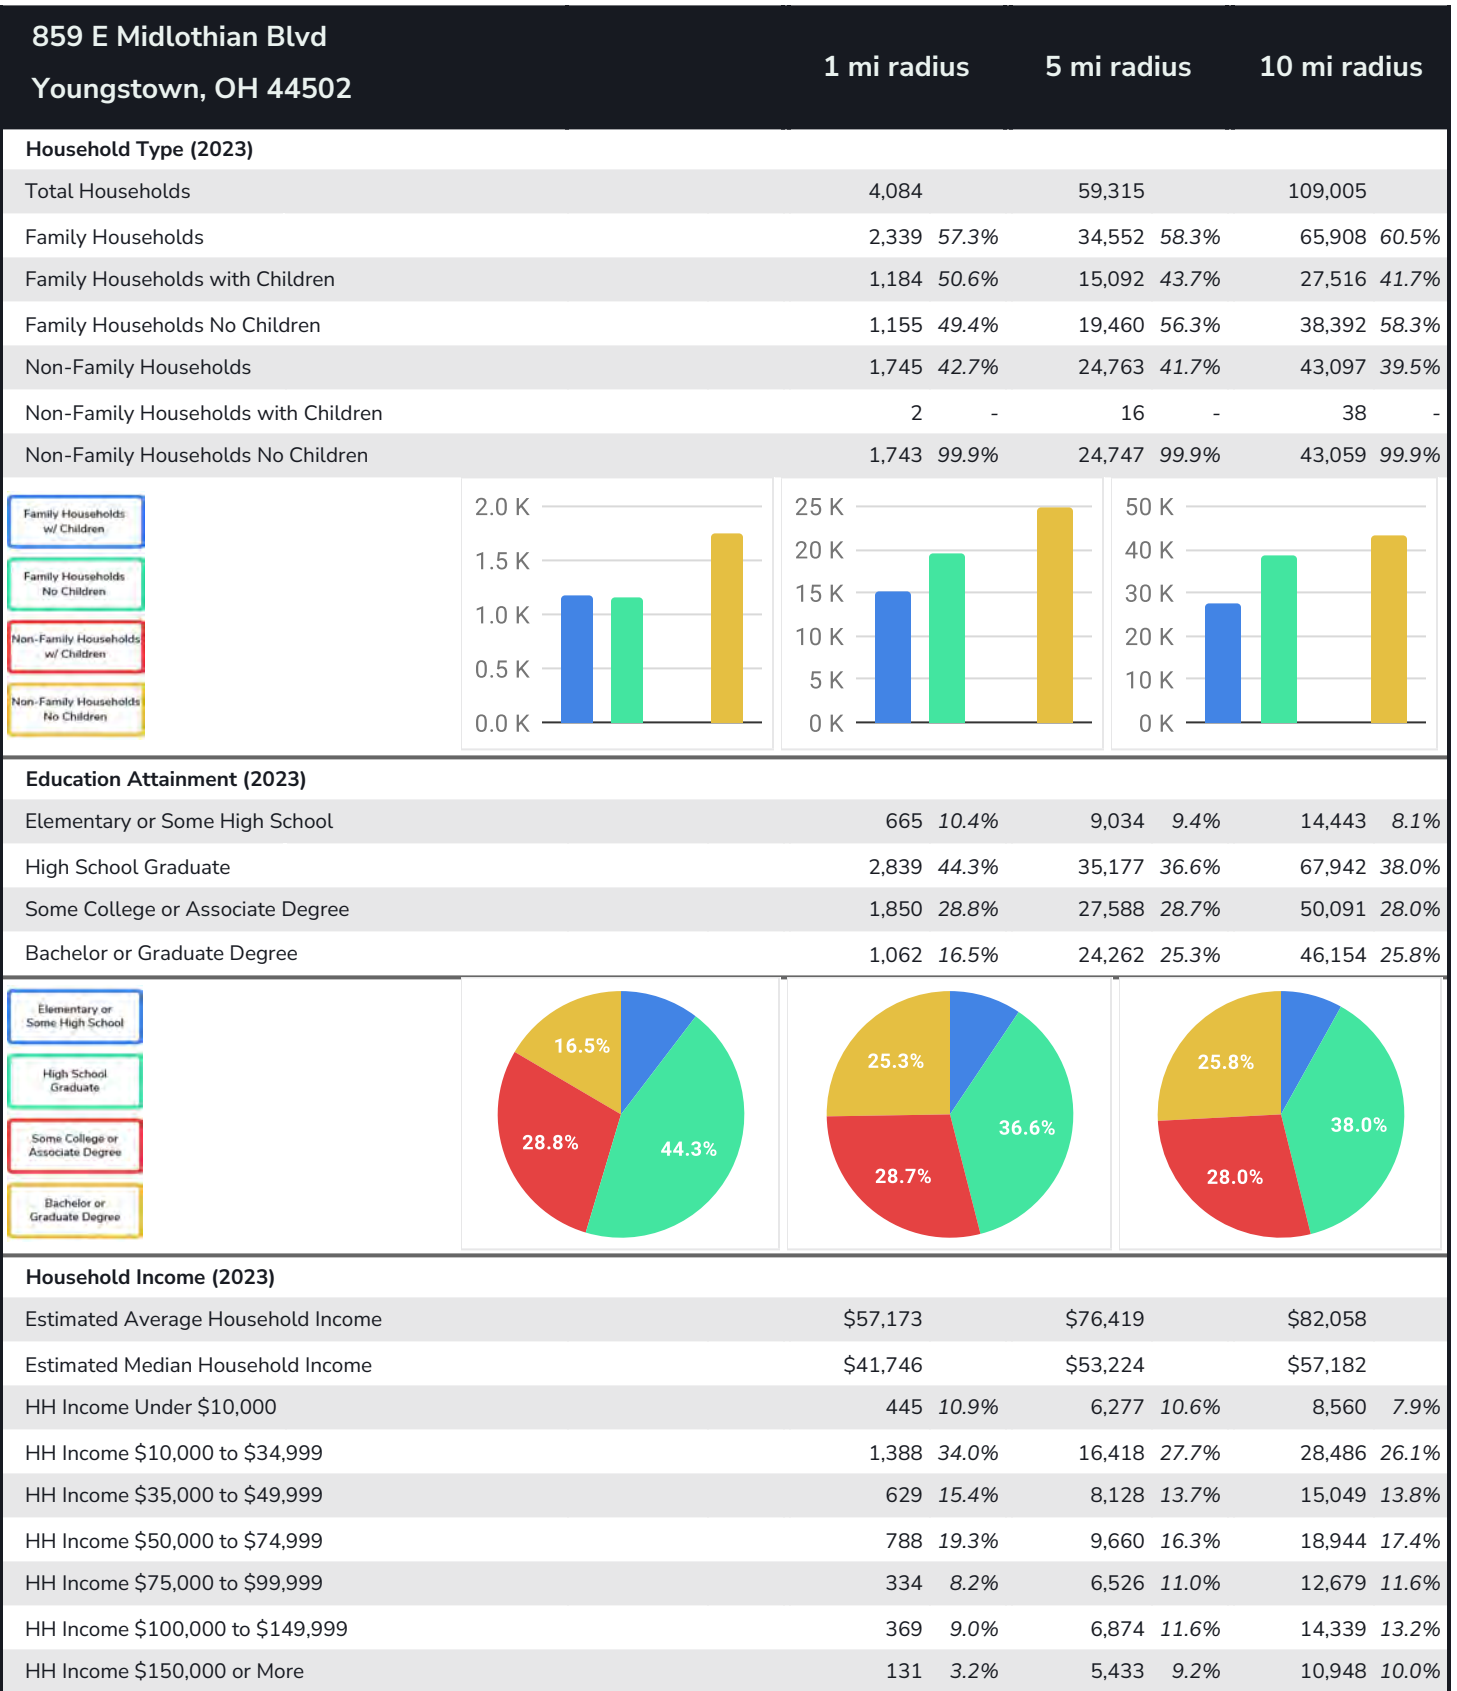 859 E Midlothian Blvd
Youngstown, OH 44502
1 mi radius 5 mi radius 10 mi radius
Household Type (2023)
Total Households 4,084 59,315 109,005
Family Households 2,339 57.3% 34,552 58.3% 65,908 60.5%
Family Households with Children 1,184 50.6% 15,092 43.7% 27,516 41.7%
Family Households No Children 1,155 49.4% 19,460 56.3% 38,392 58.3%
Non-Family Households 1,745 42.7% 24,763 41.7% 43,097 39.5%
Non-Family Households with Children 2 - 16 - 38 -
Non-Family Households No Children 1,743 99.9% 24,747 99.9% 43,059 99.9%
Family Households
w/ Children
Family Households
No Children
Non-Family Households
w/ Children
Non-Family Households
No Children
2.0 K
1.5 K
1.0 K
0.5 K
0.0 K
25 K
20 K
15 K
10 K
5 K
0 K
50 K
40 K
30 K
20 K
10 K
0 K
Education Attainment (2023)
Elementary or Some High School 665 10.4% 9,034 9.4% 14,443 8.1%
High School Graduate 2,839 44.3% 35,177 36.6% 67,942 38.0%
Some College or Associate Degree 1,850 28.8% 27,588 28.7% 50,091 28.0%
Bachelor or Graduate Degree 1,062 16.5% 24,262 25.3% 46,154 25.8%
Elementary or
Some High School
High School
Graduate
Some College or
Associate Degree
Bachelor or
Graduate Degree
16.5%
28.8%
44.3%
25.3%
36.6%
28.7%
25.8%
38.0%
28.0%
Household Income (2023)
Estimated Average Household Income $57,173 $76,419 $82,058
Estimated Median Household Income $41,746 $53,224 $57,182
HH Income Under $10,000 445 10.9% 6,277 10.6% 8,560 7.9%
HH Income $10,000 to $34,999 1,388 34.0% 16,418 27.7% 28,486 26.1%
HH Income $35,000 to $49,999 629 15.4% 8,128 13.7% 15,049 13.8%
HH Income $50,000 to $74,999 788 19.3% 9,660 16.3% 18,944 17.4%
HH Income $75,000 to $99,999 334 8.2% 6,526 11.0% 12,679 11.6%
HH Income $100,000 to $149,999 369 9.0% 6,874 11.6% 14,339 13.2%
HH Income $150,000 or More 131 3.2% 5,433 9.2% 10,948 10.0%